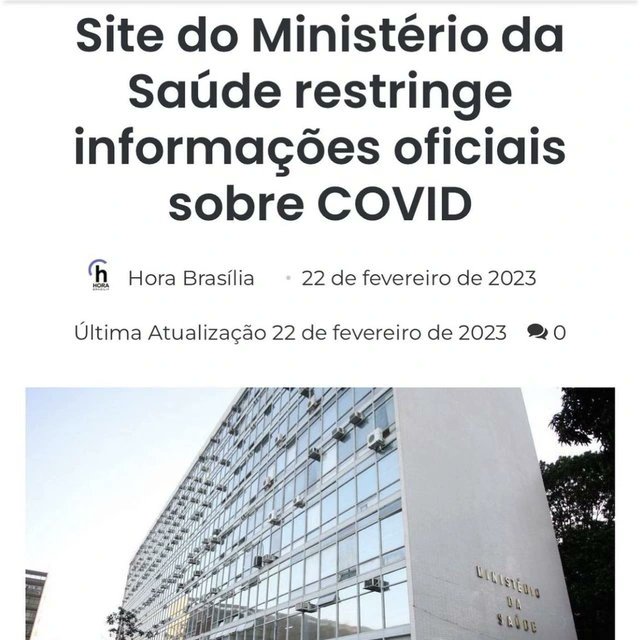 Site do Ministério da
Saúde restringe
informações oficiais
sobre COVID
h
HORA
BRASÍLIA
Hora Brasília • 22 de fevereiro de 2023
Última Atualização 22 de fevereiro de 2023 0
MINISTÉRIO
DA
SAÚDE